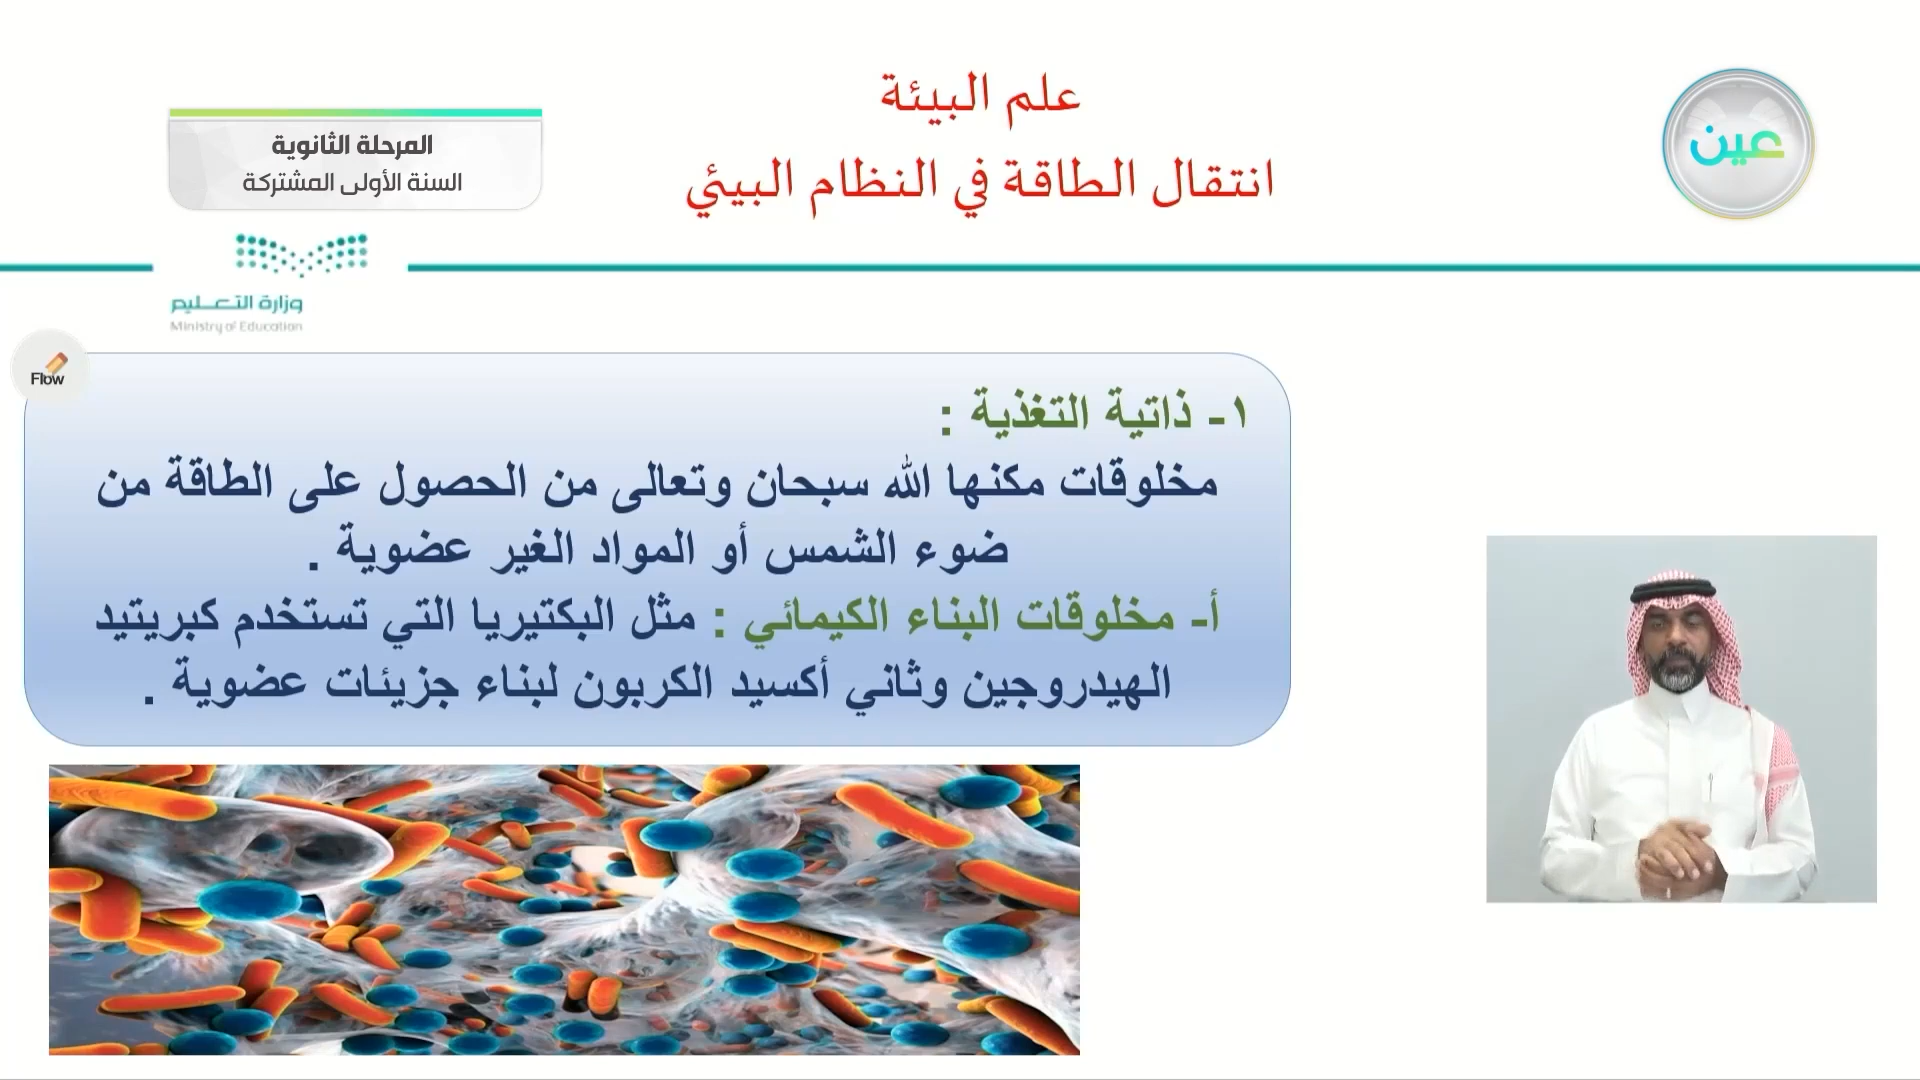 علم البيئة
انتقال الطاقة في النظام البيئي
عين
المرحلة الثانوية
السنة الأولى المشتركة
وزارة التعـــليم
Ministry of Education
Flow
١- ذاتية التغذية :
مخلوقات مكنها الله سبحان وتعالى من الحصول على الطاقة من
ضوء الشمس أو المواد الغير عضوية .
أ- مخلوقات البناء الكيمائي : مثل البكتيريا التي تستخدم كبريتيد
الهيدروجين وثاني أكسيد الكربون لبناء جزيئات عضوية .